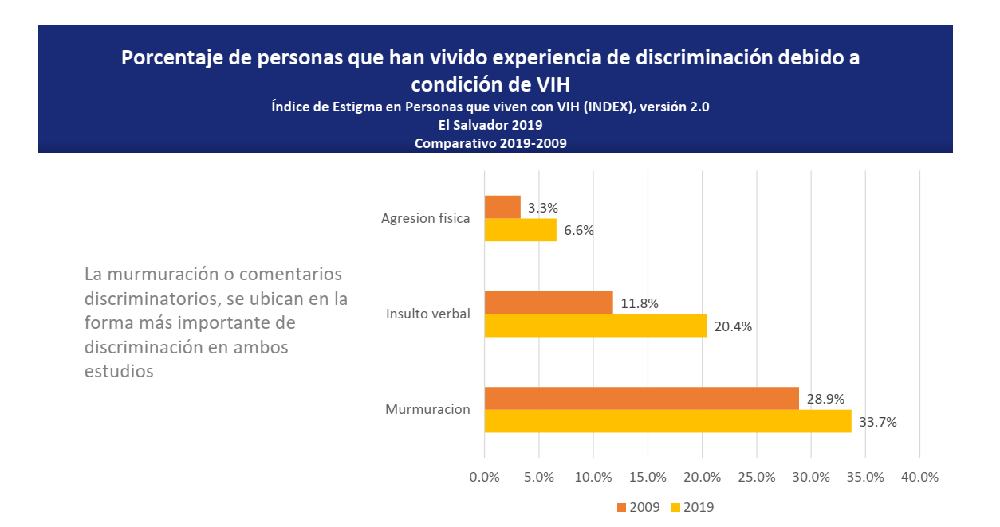 Porcentaje de personas que han vivido experiencia de discriminación debido a
condición de VIH
Índice de Estigma en Personas que viven con VIH (INDEX), versión 2.0
El Salvador 2019
Comparativo 2019-2009
La murmuración o comentarios
discriminatorios, se ubican en la
forma más importante de
discriminación en ambos
estudios
Agresion fisica
3.3%
6.6%
Insulto verbal
11.8%
20.4%
Murmuracion
28.9%
33.7%
0.0% 5.0% 10.0% 15.0% 20.0% 25.0% 30.0% 35.0% 40.0%
2009 2019